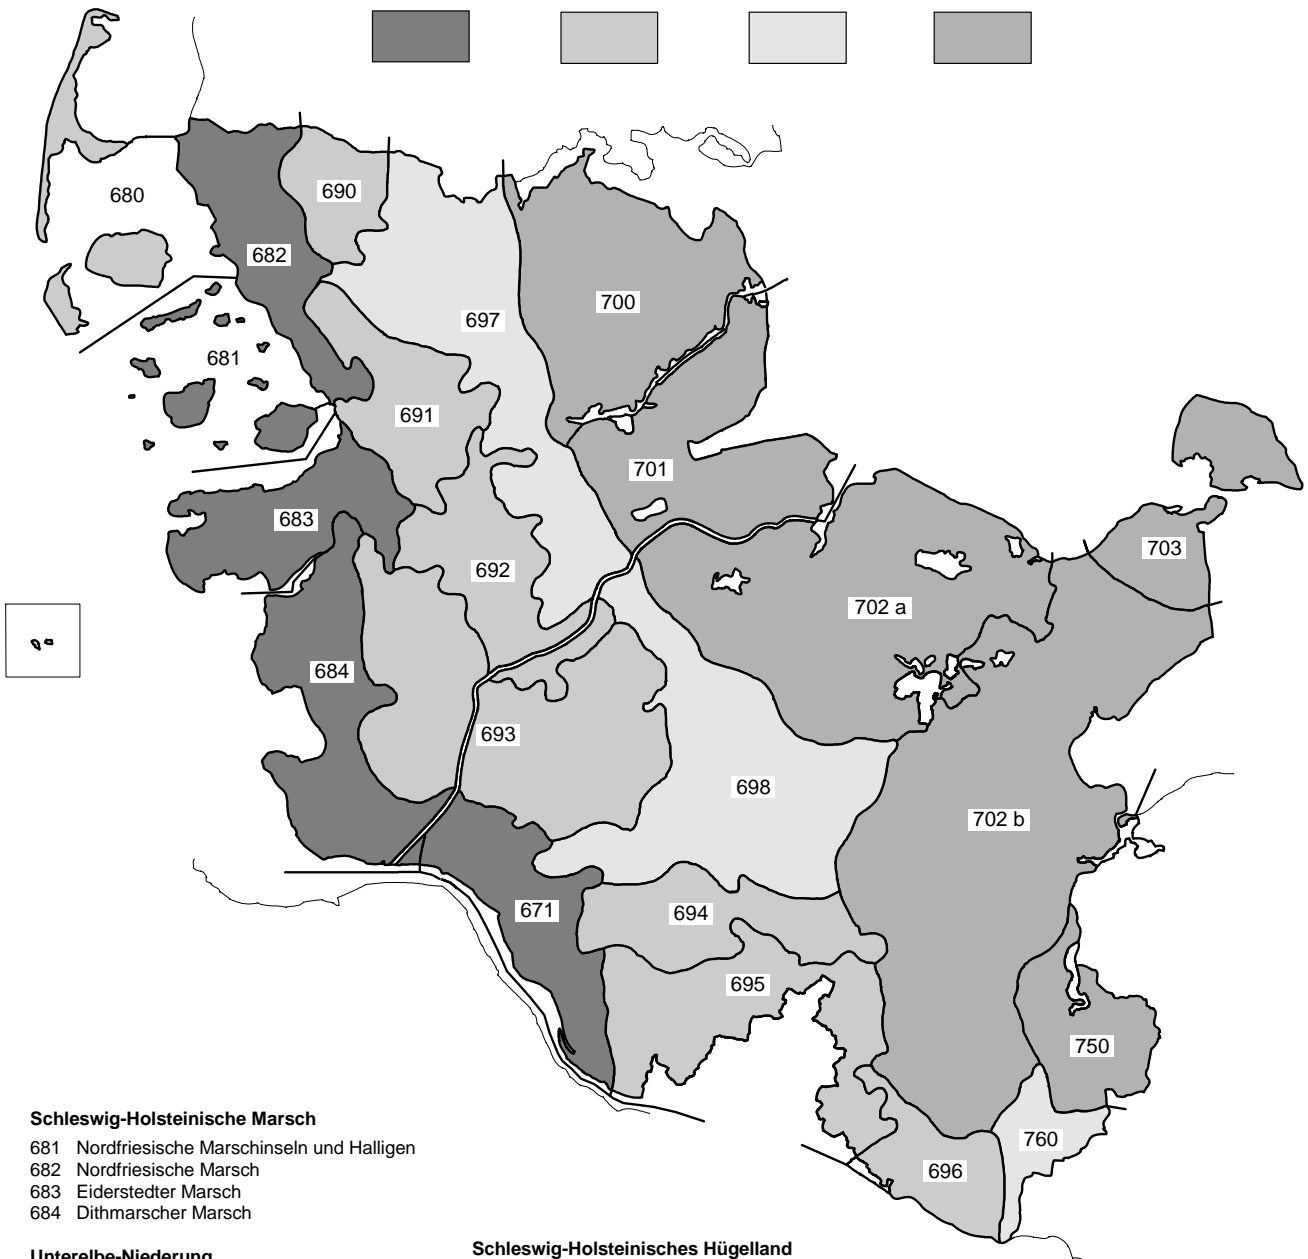 690
680
682
700
697
681
691
701
683
703
692
702 a
684
693
698
702 b
671
694
695
750
760
696
Schleswig-Holsteinische Marsch
681 Nordfriesische Marschinseln und Halligen
682 Nordfriesische Marsch
683 Eiderstedter Marsch
684 Dithmarscher Marsch
Unterelbe-Niederung
Schleswig-Holsteinisches Hügelland